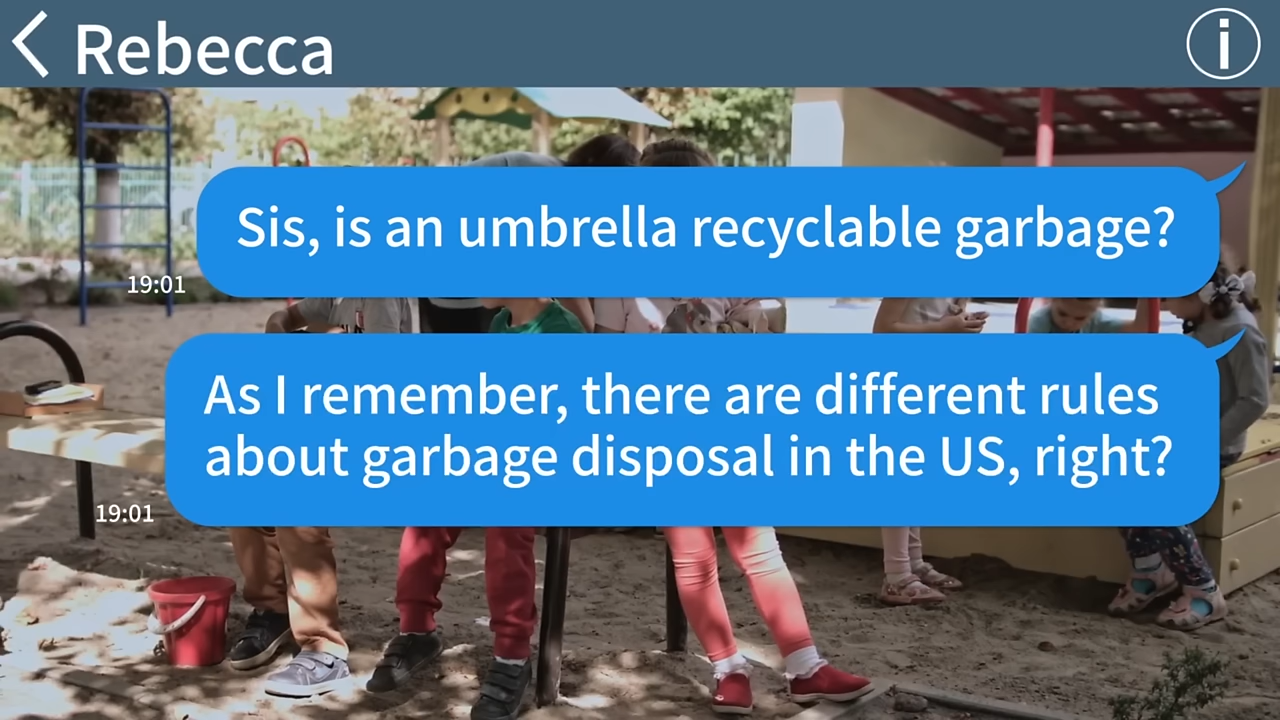 Rebecca
Sis, is an umbrella recyclable garbage?
19:01
As I remember, there are different rules
about garbage disposal in the US, right?
19:01